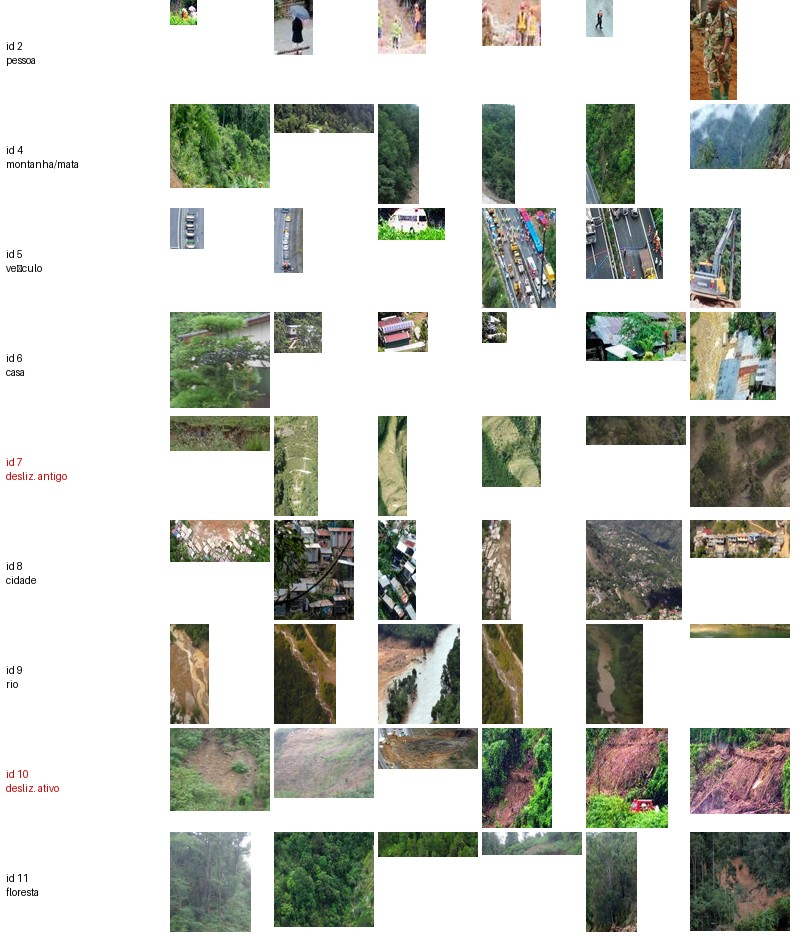 id 2
pessoa
id 4
montanha/mata
id 5
id 6
casa
id 7
desliz. antigo
id 8
cidade
id 9
rio
id 10
desliz. ativo
id 11
floresta